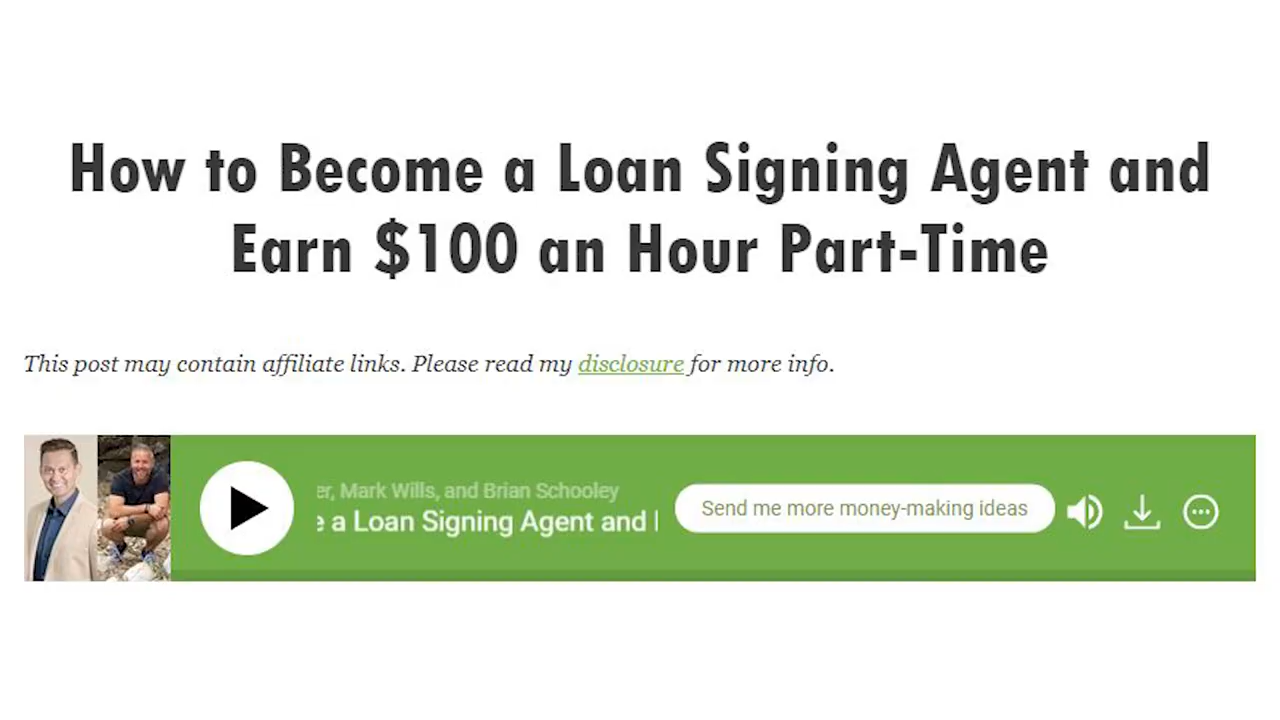 How to Become a Loan Signing Agent and
Earn $100 an Hour Part-Time
This post may contain affiliate links. Please read my disclosure for more info.
Mark Wills, and Brian Schooley
a Loan Signing Agent and
Send me more money-making ideas